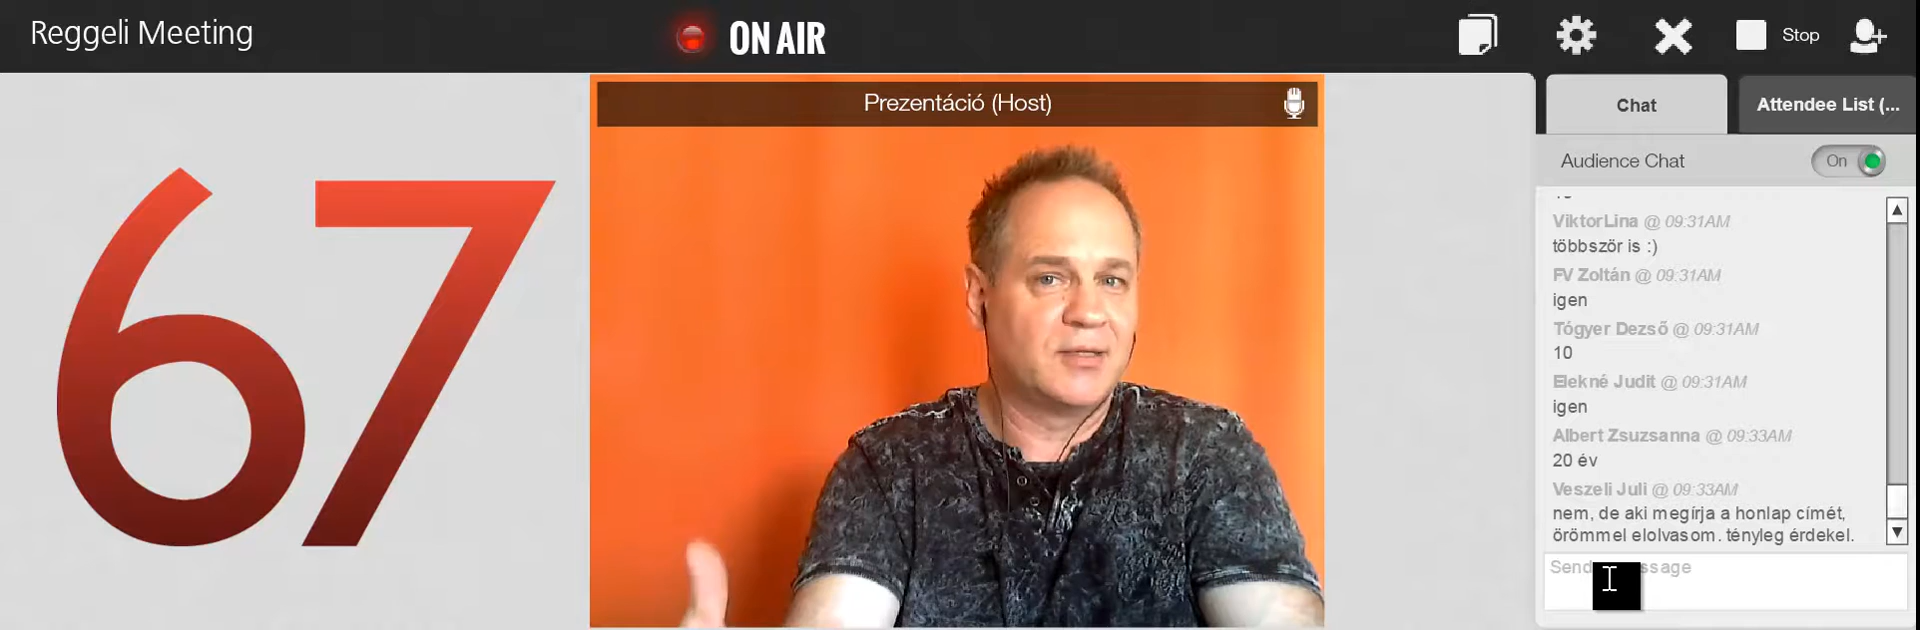 Reggeli Meeting
ON AIR
Stop
67
Prezentáció (Host)
Chat
Attendee List (...
Audience Chat
On
ViktorLina @ 09:31AM
többször is :)
FV Zoltán @ 09:31AM
igen
Tógyer Dezső @ 09:31AM
10
Elekné Judit @ 09:31AM
igen
Albert Zsuzsanna @ 09:33AM
20 év
Veszeli Juli @ 09:33AM
nem, de aki megírja a honlap címét,
örömmel elolvasom. tényleg érdekel.
Send